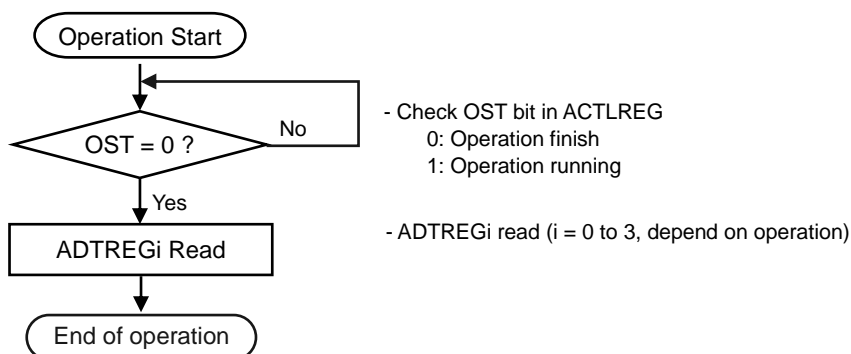 Operation Start
OST = 0 ?
No
- Check OST bit in ACTLREG
0: Operation finish
1: Operation running
Yes
ADTREGi Read
- ADTREGi read (i = 0 to 3, depend on operation)
End of operation